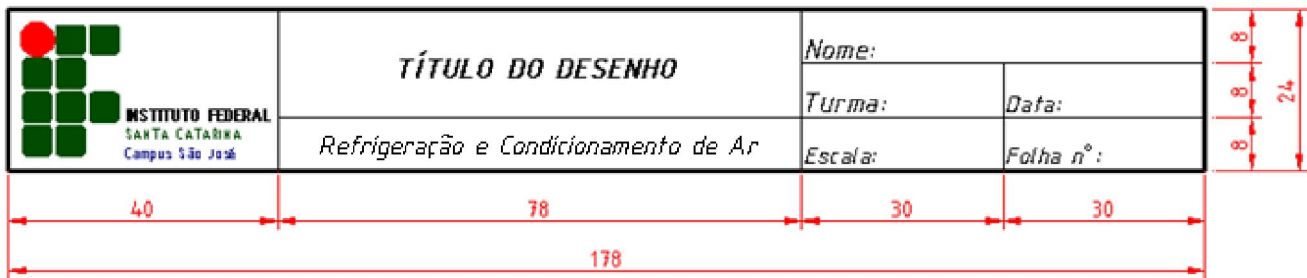 INSTITUTO FEDERAL
SANTA CATARINA
Campus São José
TÍTULO DO DESENHO
Refrigeração e Condicionamento de Ar
Nome:
Turma:
Data:
Escala:
Folha nº:
8
8
8
24
40
78
30
30
178